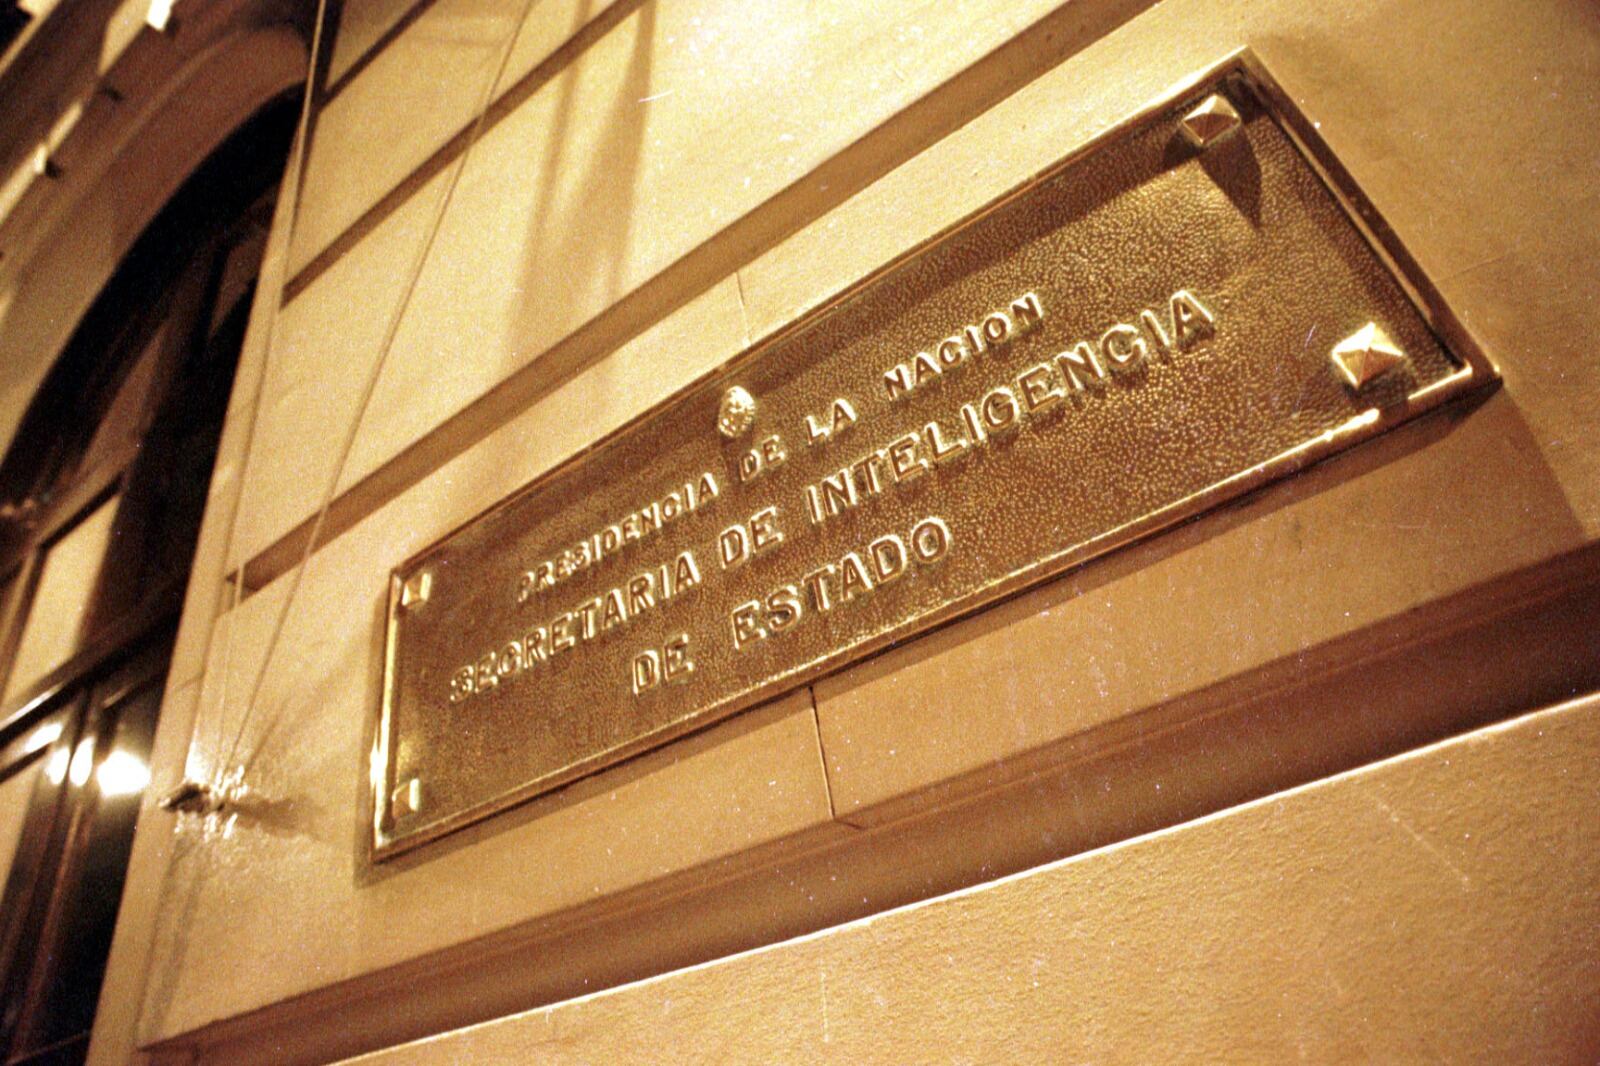 PRESIDENCIA DE LA NACION
SECRETARIA DE INTELIGENCIA
DE ESTADO